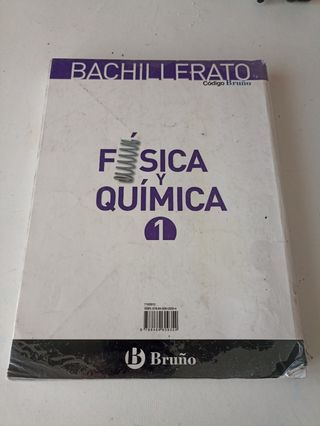 BACHILLERATO
Código Bruño
FÍSICA
Y
QUÍMICA
1
Bruño